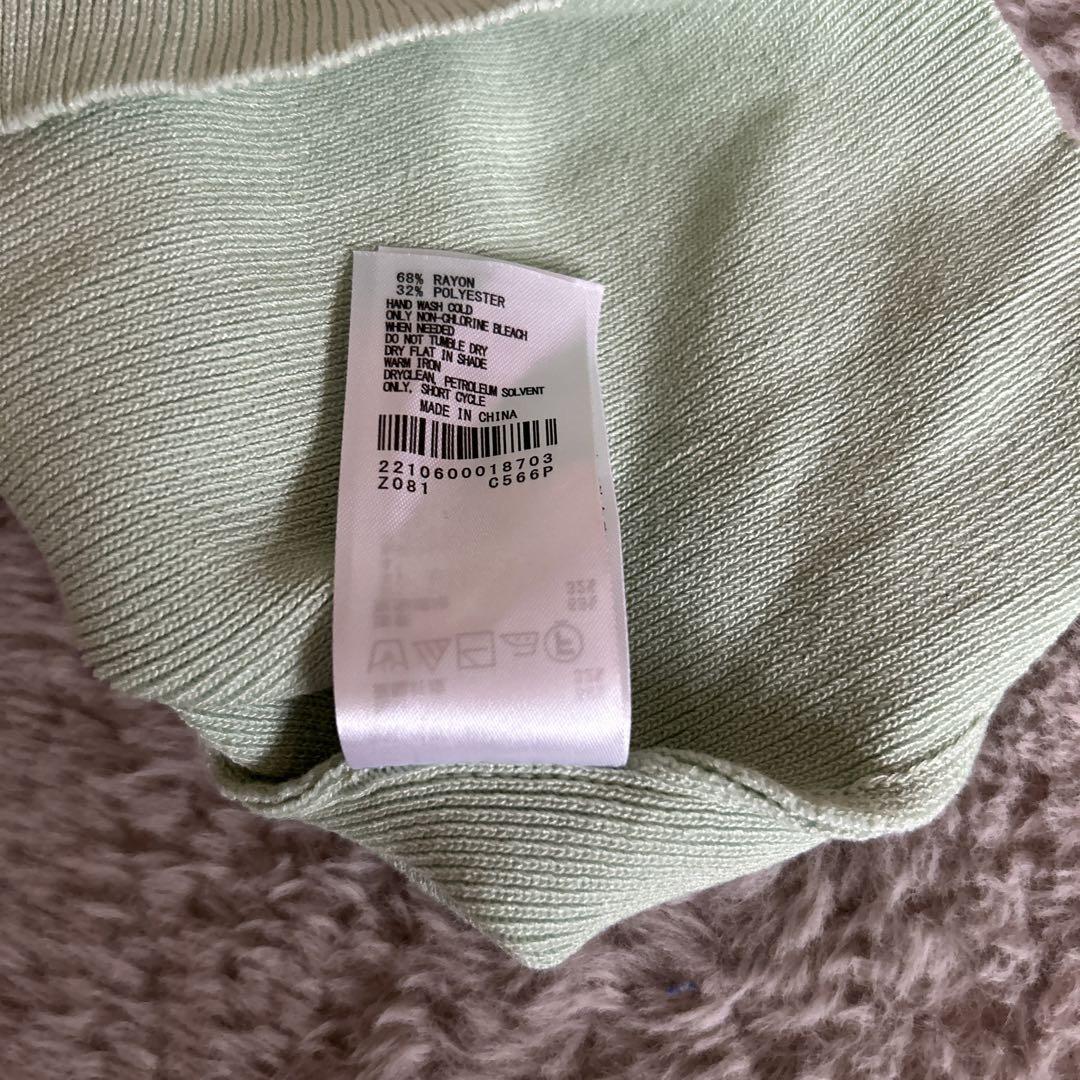 68% RAYON
32% POLYESTER
HAND WASH COLD
ONLY NON-CHLORINE BLEACH
WHEN NEEDED
DO NOT TUMBLE DRY
DRY FLAT IN SHADE
WARM IRON
DRYCLEAN, PETROLEUM SOLVENT
ONLY, SHORT CYCLE
MADE IN CHINA
2210600018703
Z081 C566P